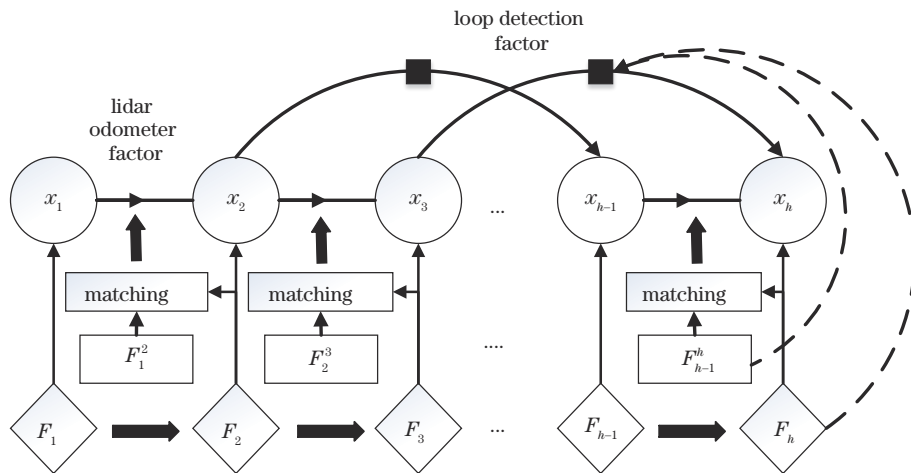 loop detection
factor
lidar
odometer
factor
x₁ x₂ x₃ ... xₕ₋₁ xₕ
matching matching matching
F₁² F₂³ .... Fₕ₋₁ʰ
F₁ F₂ F₃ ... Fₕ₋₁ Fₕ